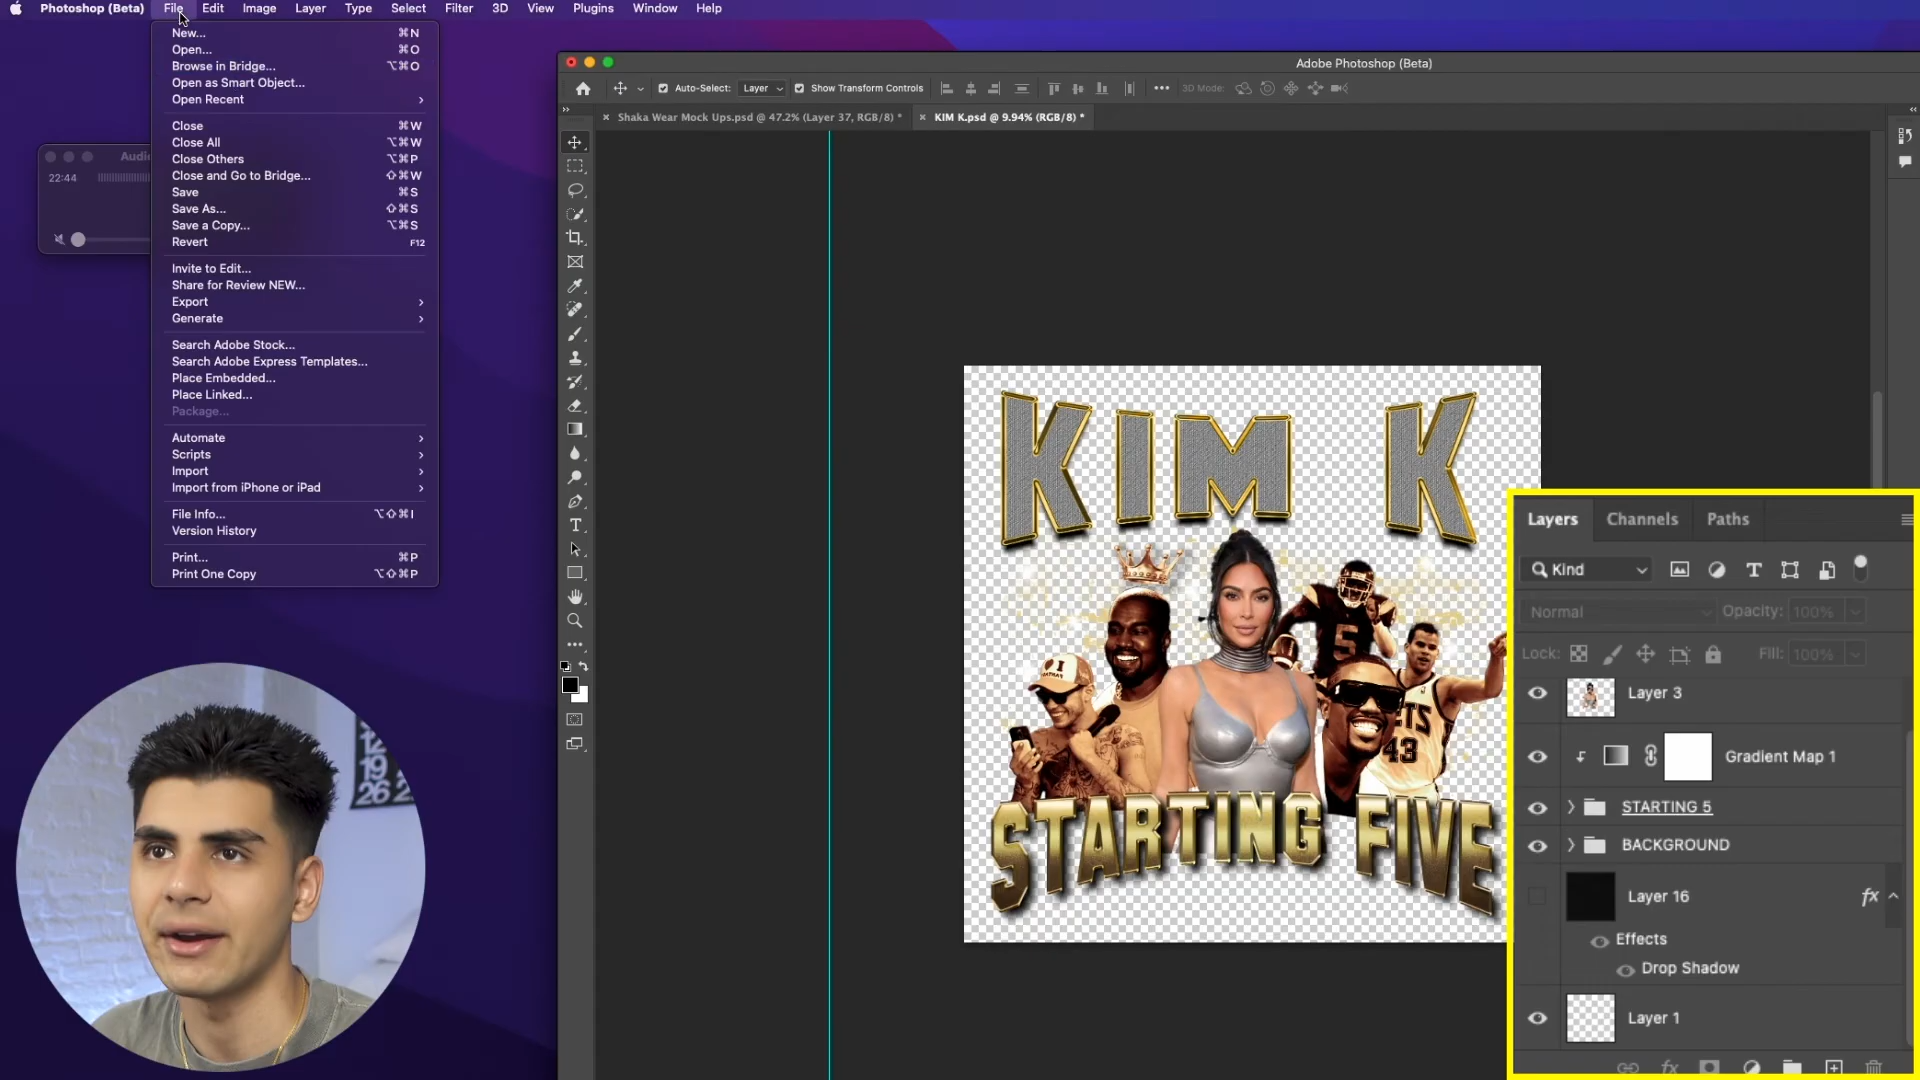 Photoshop (Beta) File Edit Image Layer Type Select Filter 3D View Plugins Window Help
New... ⌘N
Open... ⌘O
Browse in Bridge... ⌥⌘O
Open as Smart Object...
Open Recent
Close ⌘W
Close All ⌥⌘W
Close Others ⌥⌘P
Close and Go to Bridge... ⇧⌘W
Save ⌘S
Save As... ⇧⌘S
Save a Copy... ⌥⌘S
Revert F12
Invite to Edit...
Share for Review NEW...
Export
Generate
Search Adobe Stock...
Search Adobe Express Templates...
Place Embedded...
Place Linked...
Package...
Automate
Scripts
Import
Import from iPhone or iPad
File Info... ⌥⇧⌘I
Version History
Print... ⌘P
Print One Copy ⌥⇧⌘P
22:44
Adobe Photoshop (Beta)
Auto-Select: Layer Show Transform Controls
3D Mode:
Shaka Wear Mock Ups.psd @ 47.2% (Layer 37, RGB/8) *
KIM K.psd @ 9.94% (RGB/8) *
KIM K
5
43
STARTING FIVE
Layers Channels Paths
Kind
Normal Opacity: 100%
Lock: Fill: 100%
Layer 3
Gradient Map 1
STARTING 5
BACKGROUND
Layer 16 fx
Effects
Drop Shadow
Layer 1
12
19
26